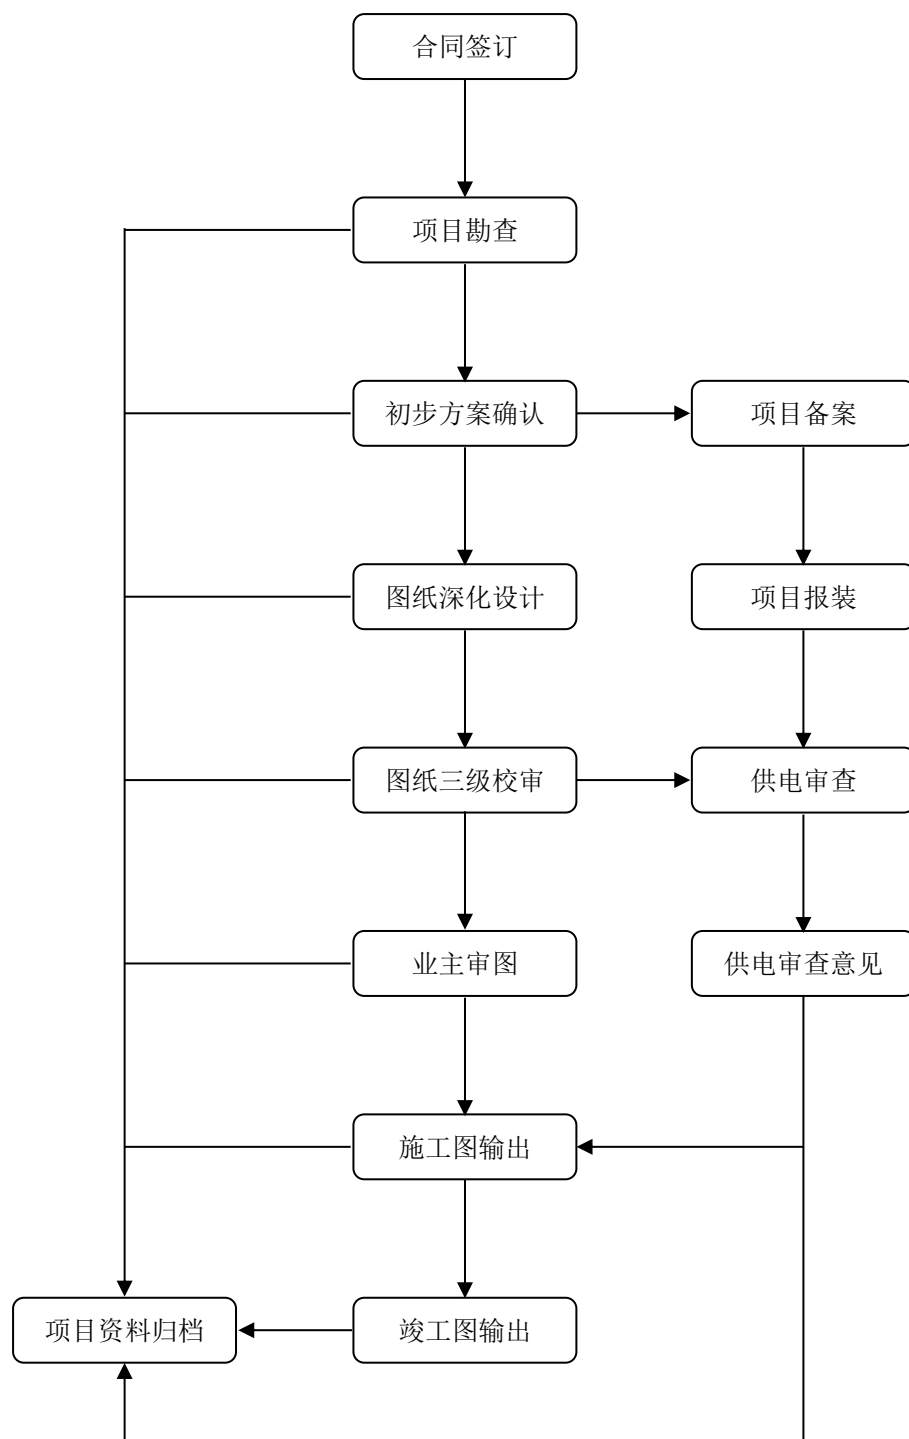 合同签订
项目勘查
初步方案确认
项目备案
图纸深化设计
项目报装
图纸三级校审
供电审查
业主审图
供电审查意见
施工图输出
项目资料归档
竣工图输出